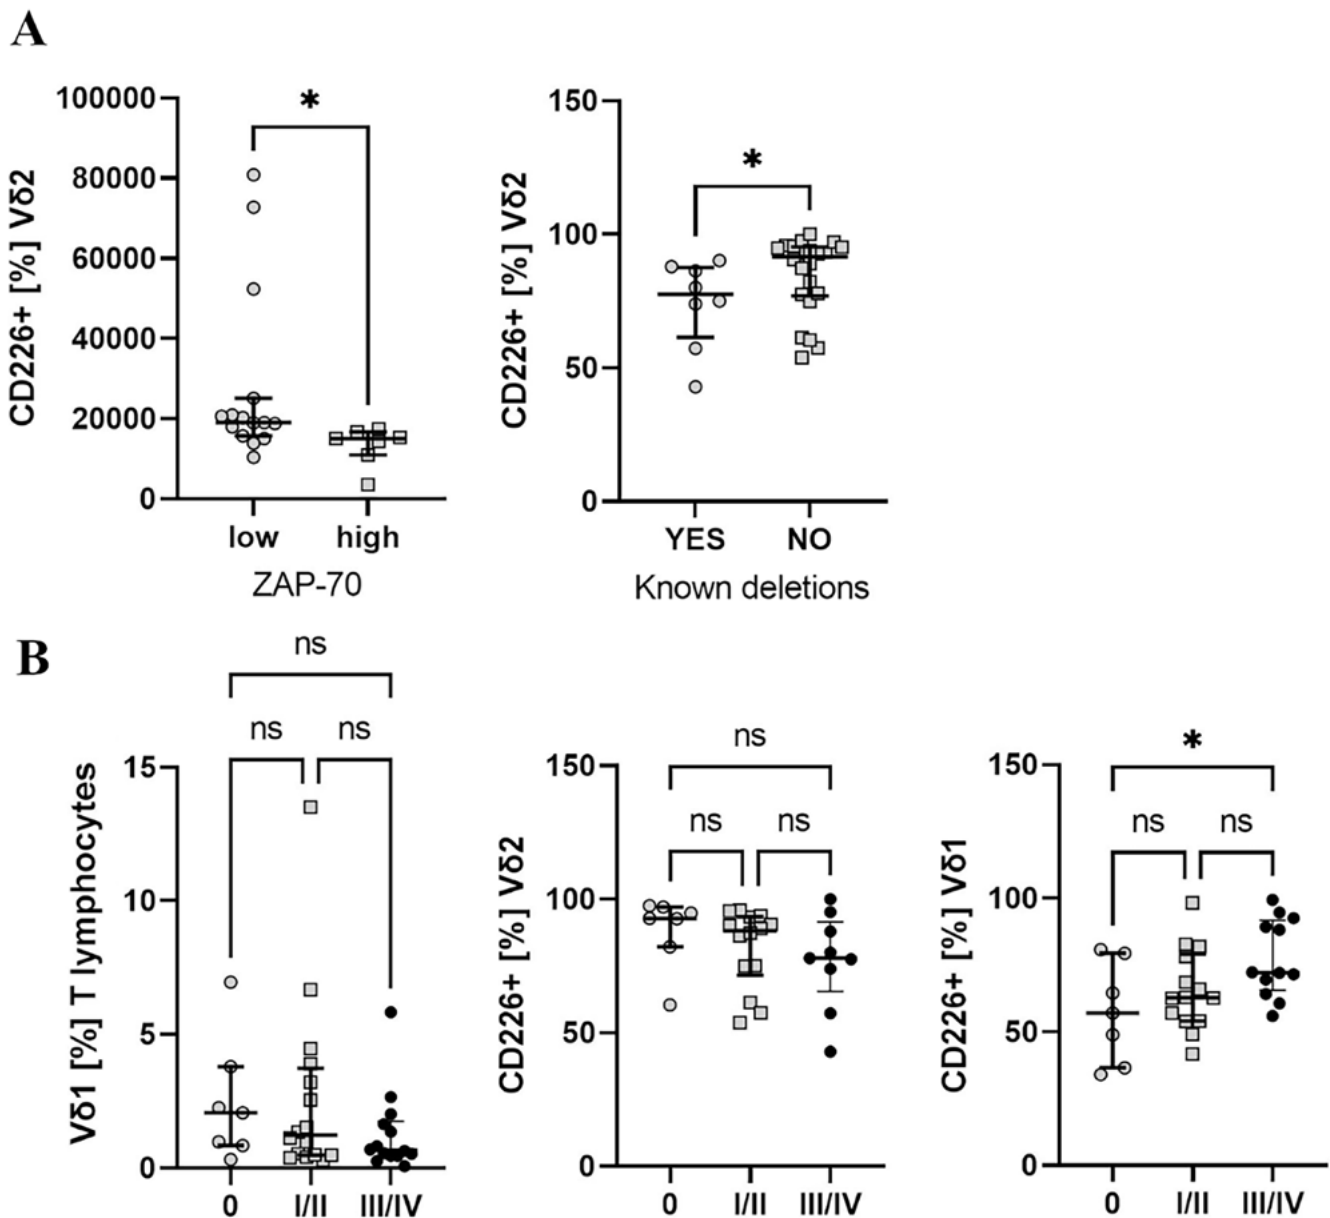 A
100000
80000
60000
40000
20000
0
CD226+ [%] Vδ2
*
low high
ZAP-70
150
100
50
0
CD226+ [%] Vδ2
*
YES NO
Known deletions
B
15
10
5
0
Vδ1 [%] T lymphocytes
ns
ns ns
0 I/II III/IV
150
100
50
0
CD226+ [%] Vδ2
ns
ns ns
0 I/II III/IV
150
100
50
0
CD226+ [%] Vδ1
*
ns ns
0 I/II III/IV